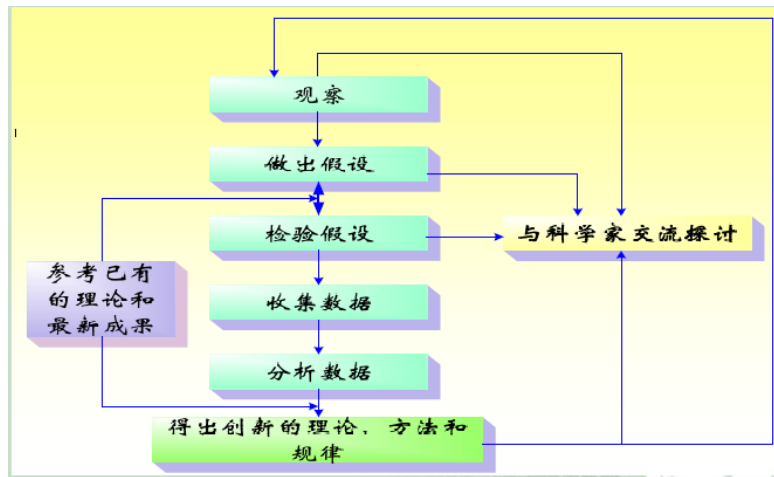 观察
做出假设
检验假设
与科学家交流探讨
参考已有
的理论和
最新成果
收集数据
分析数据
得出创新的理论，方法和
规律